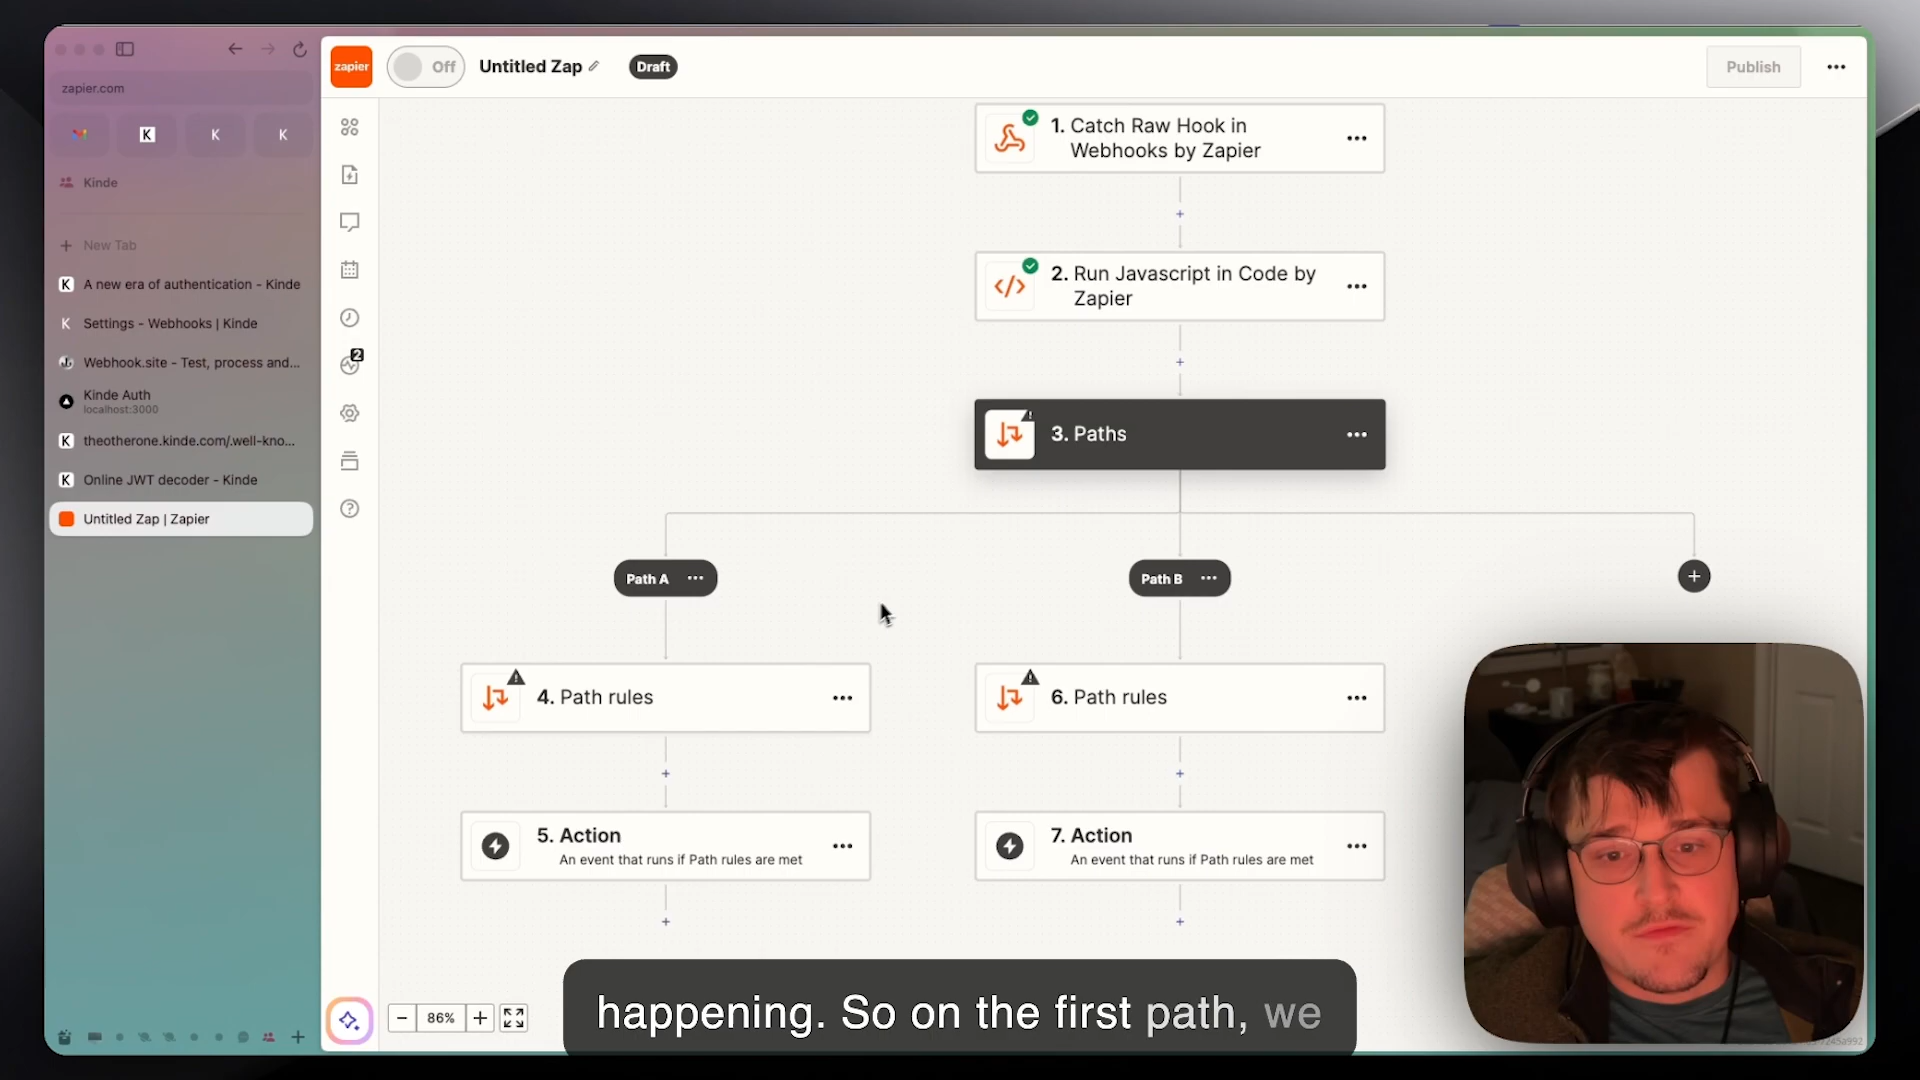 zapier.com
K
K
K
Kinde
New Tab
K A new era of authentication - Kinde
K Settings - Webhooks | Kinde
Webhook.site - Test, process and...
Kinde Auth
localhost:3000
K theotherone.kinde.com/.well-kno...
K Online JWT decoder - Kinde
Untitled Zap | Zapier
zapier
Off
Untitled Zap
Draft
Publish
2
1. Catch Raw Hook in
Webhooks by Zapier
2. Run Javascript in Code by
Zapier
3. Paths
Path A
Path B
4. Path rules
6. Path rules
5. Action
An event that runs if Path rules are met
7. Action
An event that runs if Path rules are met
86%
happening. So on the first path, we